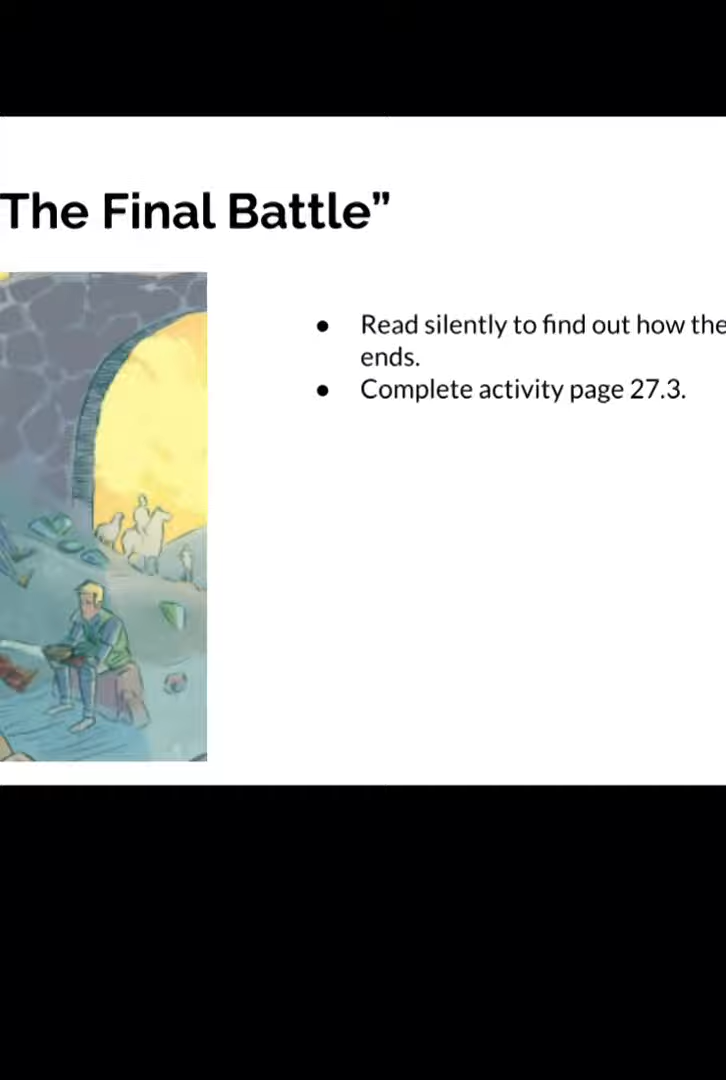 The Final Battle”
● Read silently to find out how the
ends.
● Complete activity page 27.3.